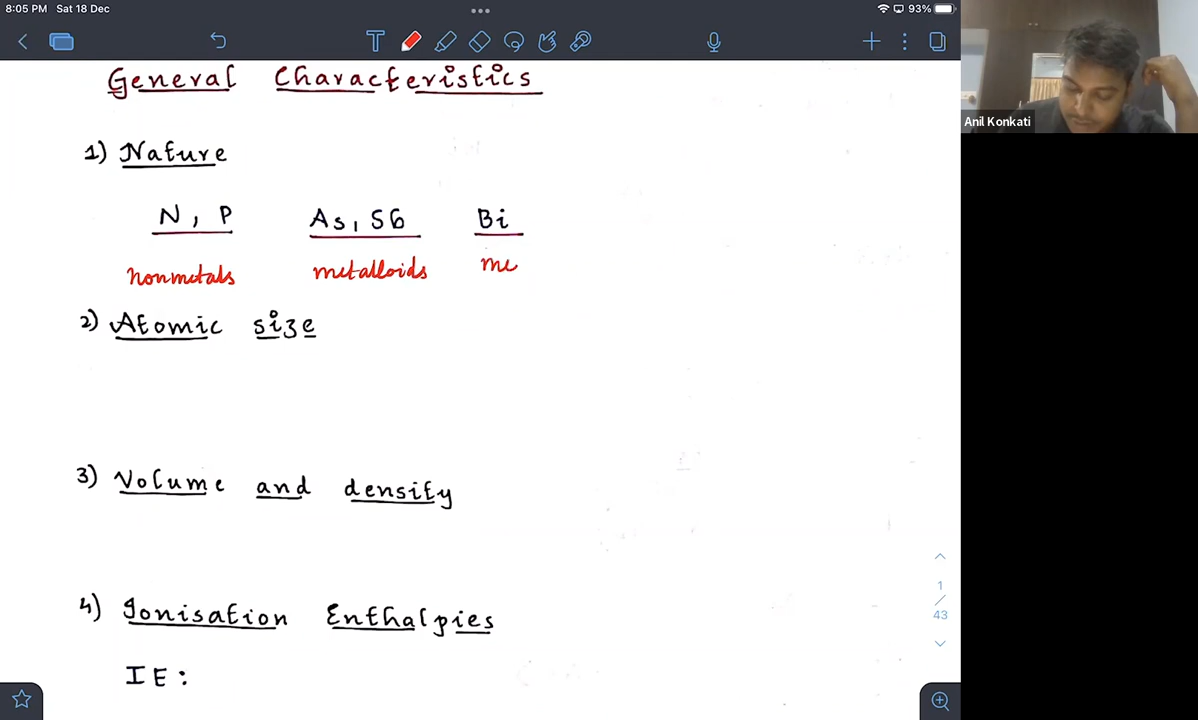 8:05 PM Sat 18 Dec
93%
Anil Konkati
General Characteristics
1) Nature
N, P As, Sb Bi
nonmetals metalloids me
2) Atomic size
3) Volume and density
4) Ionisation Enthalpies
IE:
1
/
43